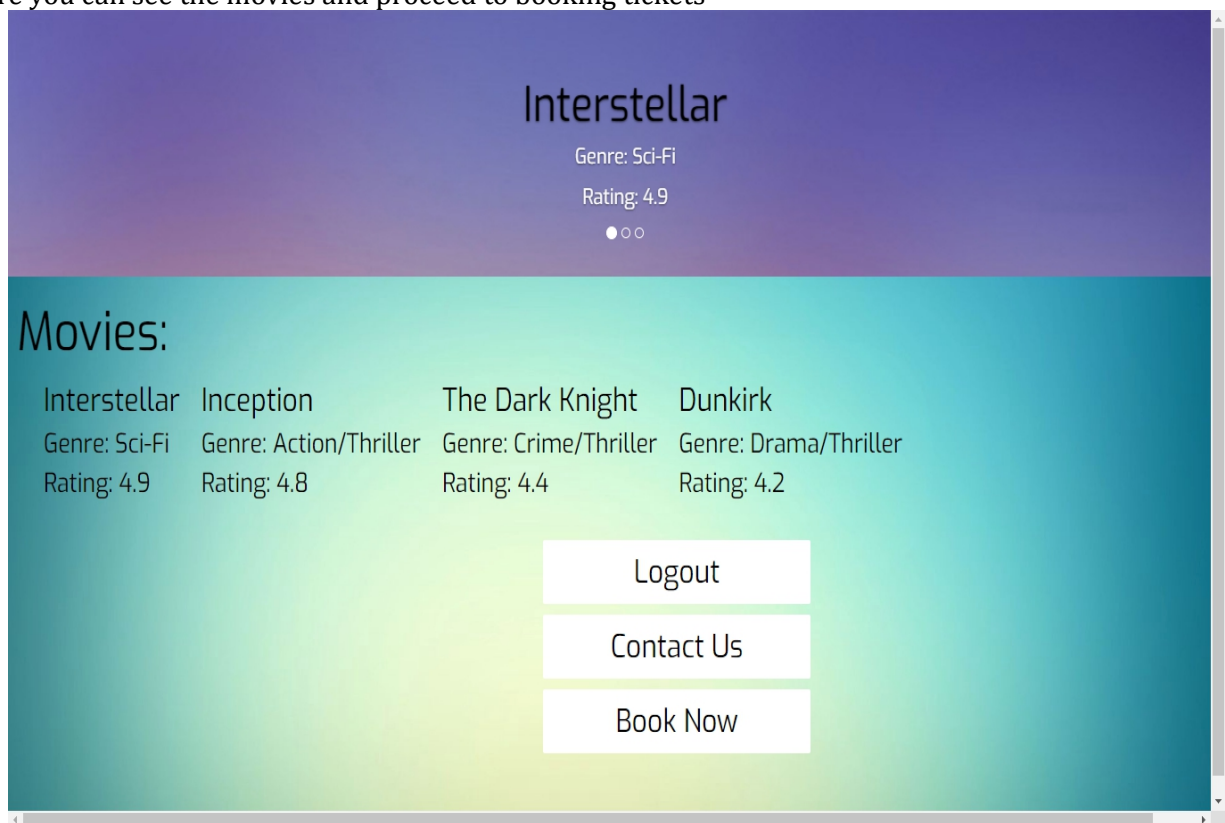 re you can see the movies and proceed to booking tickets
Interstellar
Genre: Sci-Fi
Rating: 4.9
Movies:
Interstellar Inception The Dark Knight Dunkirk
Genre: Sci-Fi Genre: Action/Thriller Genre: Crime/Thriller Genre: Drama/Thriller
Rating: 4.9 Rating: 4.8 Rating: 4.4 Rating: 4.2
Logout
Contact Us
Book Now